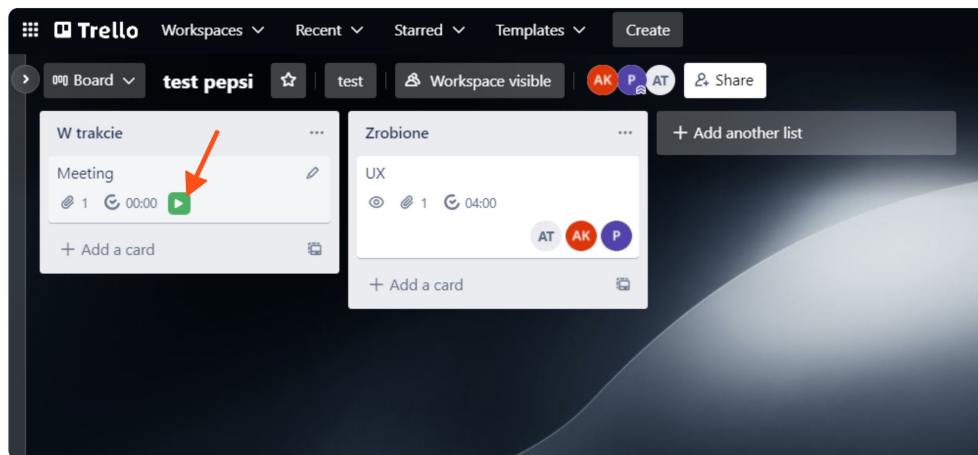 Trello Workspaces Recent Starred Templates Create
Board test pepsi test Workspace visible AK P AT Share
W trakcie
Meeting
1 00:00
+ Add a card
Zrobione
UX
1 04:00
AT AK P
+ Add a card
+ Add another list